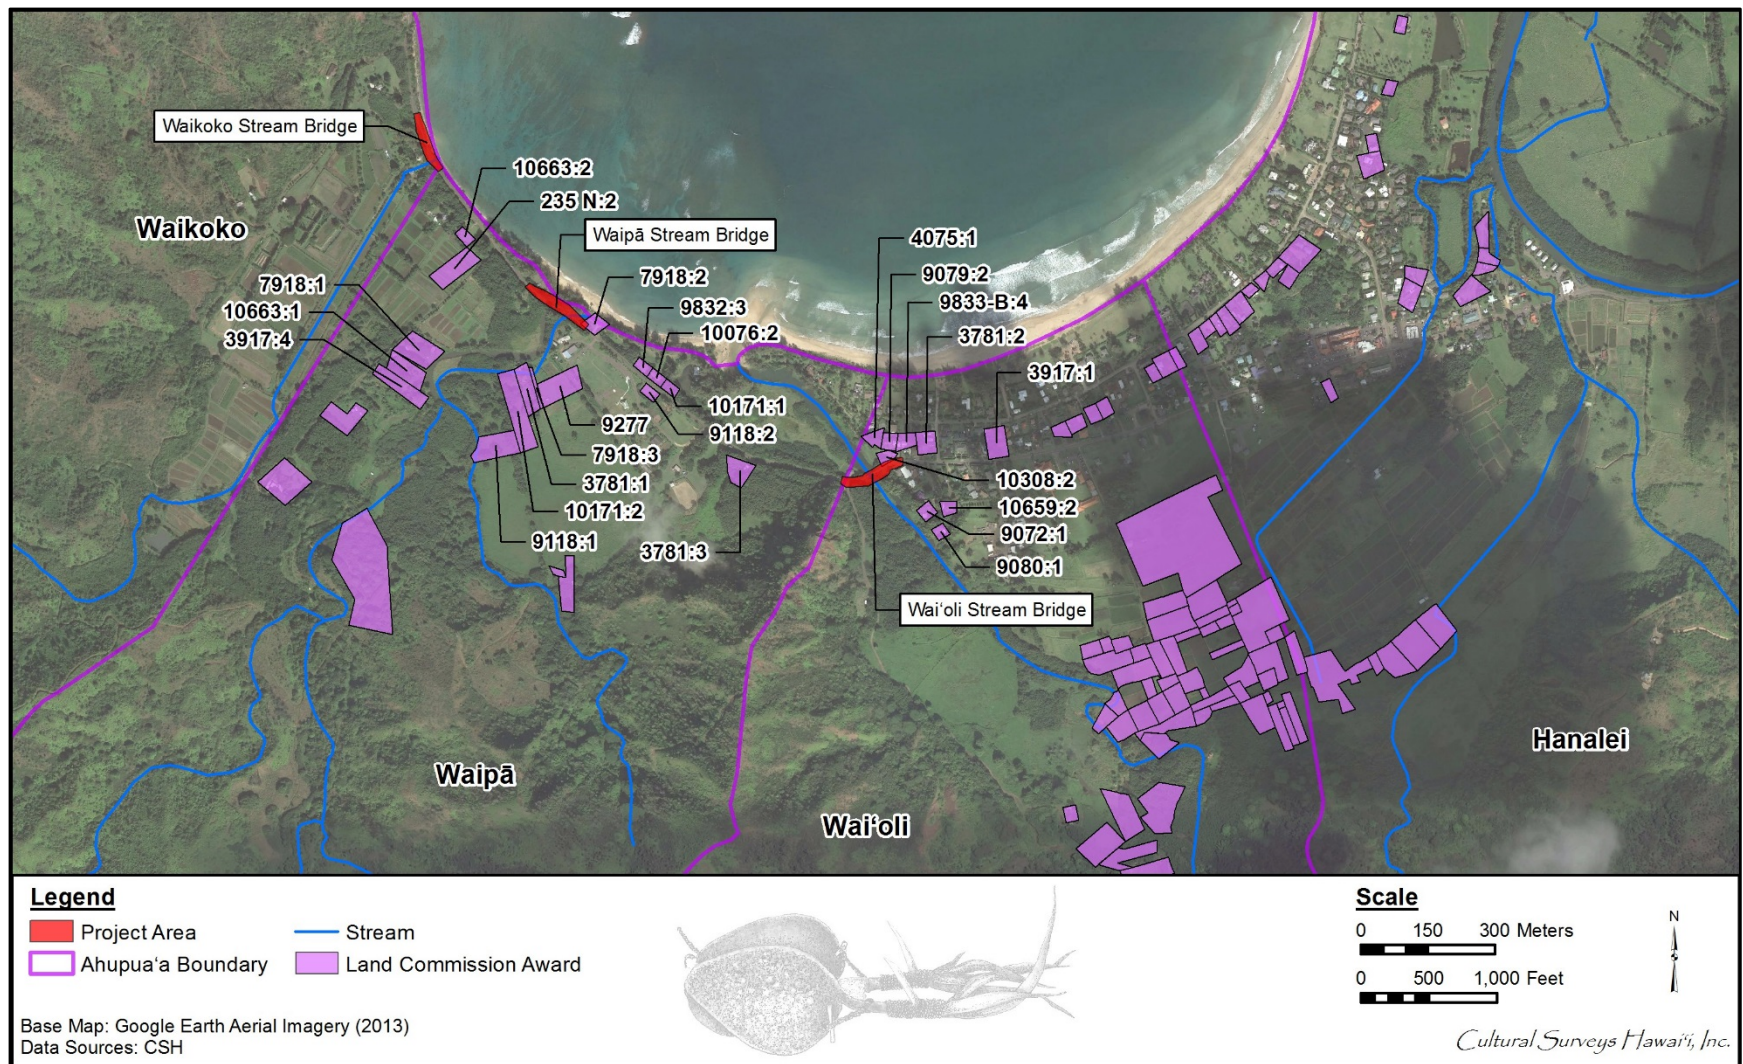 Waikoko Stream Bridge
10663:2
235 N:2
Waikoko
Waipā Stream Bridge
4075:1
7918:2
9079:2
7918:1
9832:3
9833-B:4
10663:1
10076:2
3781:2
3917:4
3917:1
10171:1
9277
9118:2
7918:3
3781:1
10308:2
10171:2
10659:2
9118:1
3781:3
9072:1
9080:1
Wai‘oli Stream Bridge
Hanalei
Waipā
Wai‘oli
Legend
Project Area
Stream
Ahupua‘a Boundary
Land Commission Award
Base Map: Google Earth Aerial Imagery (2013)
Data Sources: CSH
Scale
0 150 300 Meters
0 500 1,000 Feet
N
Cultural Surveys Hawai‘i, Inc.